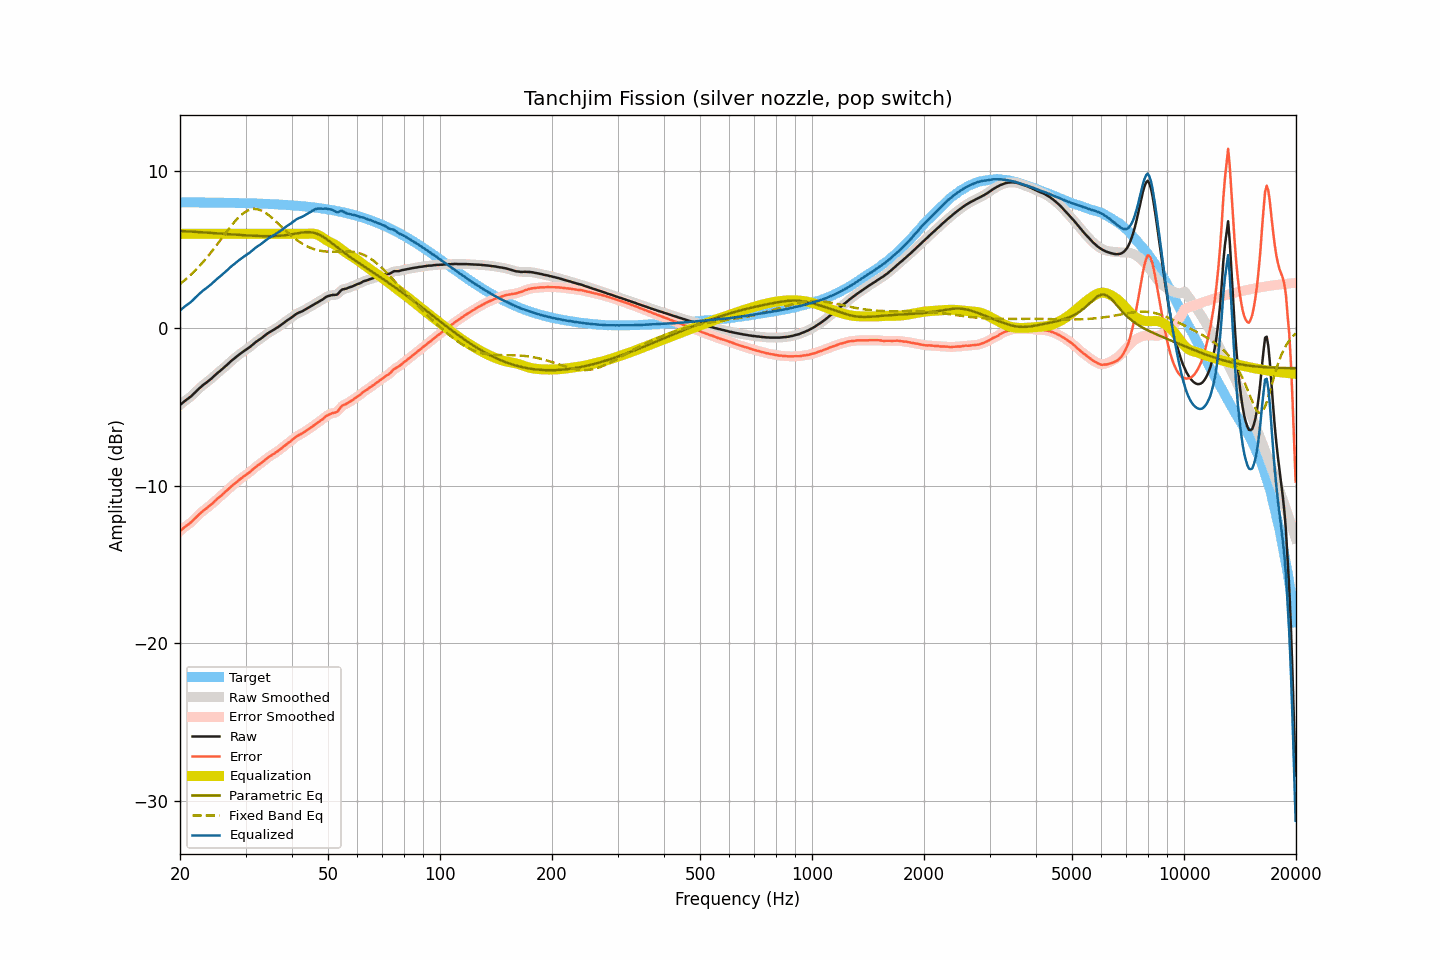 Tanchjim Fission (silver nozzle, pop switch)
10
0
−10
−20
−30
Amplitude (dBr)
Target
Raw Smoothed
Error Smoothed
Raw
Error
Equalization
Parametric Eq
Fixed Band Eq
Equalized
20 50 100 200 500 1000 2000 5000 10000 20000
Frequency (Hz)